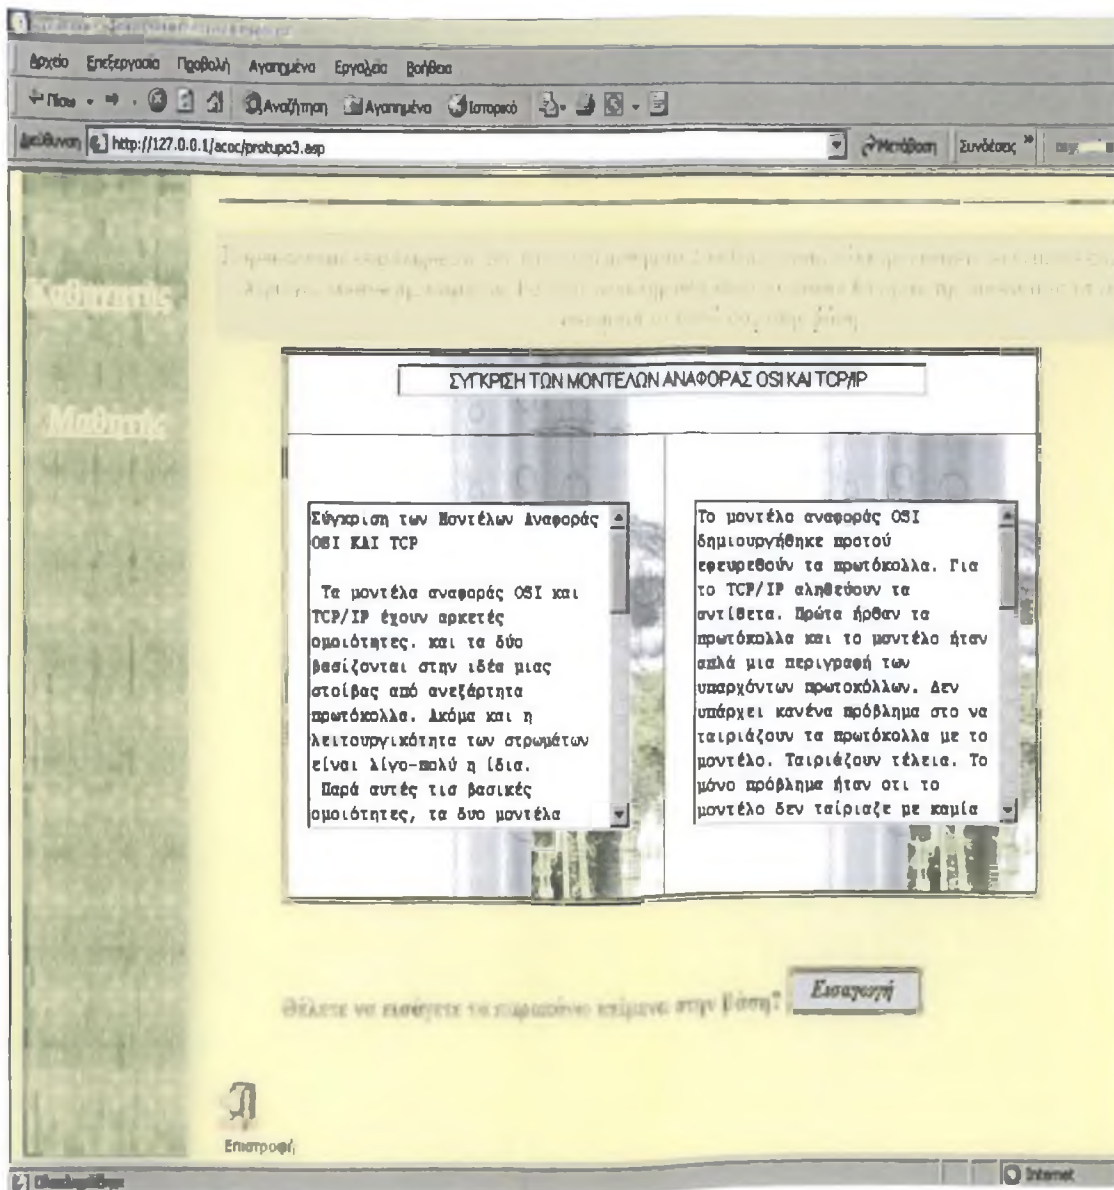 Αρχείο Επεξεργασία Προβολή Αγαπημένα Εργαλεία Βοήθεια
Πίσω Αναζήτηση Αγαπημένα Ιστορικό
Διεύθυνση http://127.0.0.1/acoc/protupo3.asp Μετάβαση Συνδέσεις »
Καθηγητής
Μαθητής
ΣΥΓΚΡΙΣΗ ΤΩΝ ΜΟΝΤΕΛΩΝ ΑΝΑΦΟΡΑΣ OSI ΚΑΙ TCP/IP
Σύγκριση των Μοντέλων Αναφοράς
OSI ΚΑΙ TCP
Τα μοντέλα αναφοράς OSI και
TCP/IP έχουν αρκετές
ομοιότητες. και τα δύο
βασίζονται στην ιδέα μιας
στοίβας από ανεξάρτητα
πρωτόκολλα. Ακόμα και η
λειτουργικότητα των στρωμάτων
είναι λίγο-πολύ η ίδια.
Παρά αυτές τισ βασικές
ομοιότητες, τα δυο μοντέλα
Το μοντέλο αναφοράς OSI
δημιουργήθηκε προτού
εφευρεθούν τα πρωτόκολλα. Για
το TCP/IP αληθεύουν τα
αντίθετα. Πρώτα ήρθαν τα
πρωτόκολλα και το μοντέλο ήταν
απλά μια περιγραφή των
υπαρχόντων πρωτοκόλλων. Δεν
υπάρχει κανένα πρόβλημα στο να
ταιριάζουν τα πρωτόκολλα με το
μοντέλο. Ταιριάζουν τέλεια. Το
μόνο πρόβλημα ήταν οτι το
μοντέλο δεν ταίριαζε με καμία
Θέλετε να εισάγετε το παραπάνω κείμενο στην βάση? Εισαγωγή
Επιστροφή
Internet